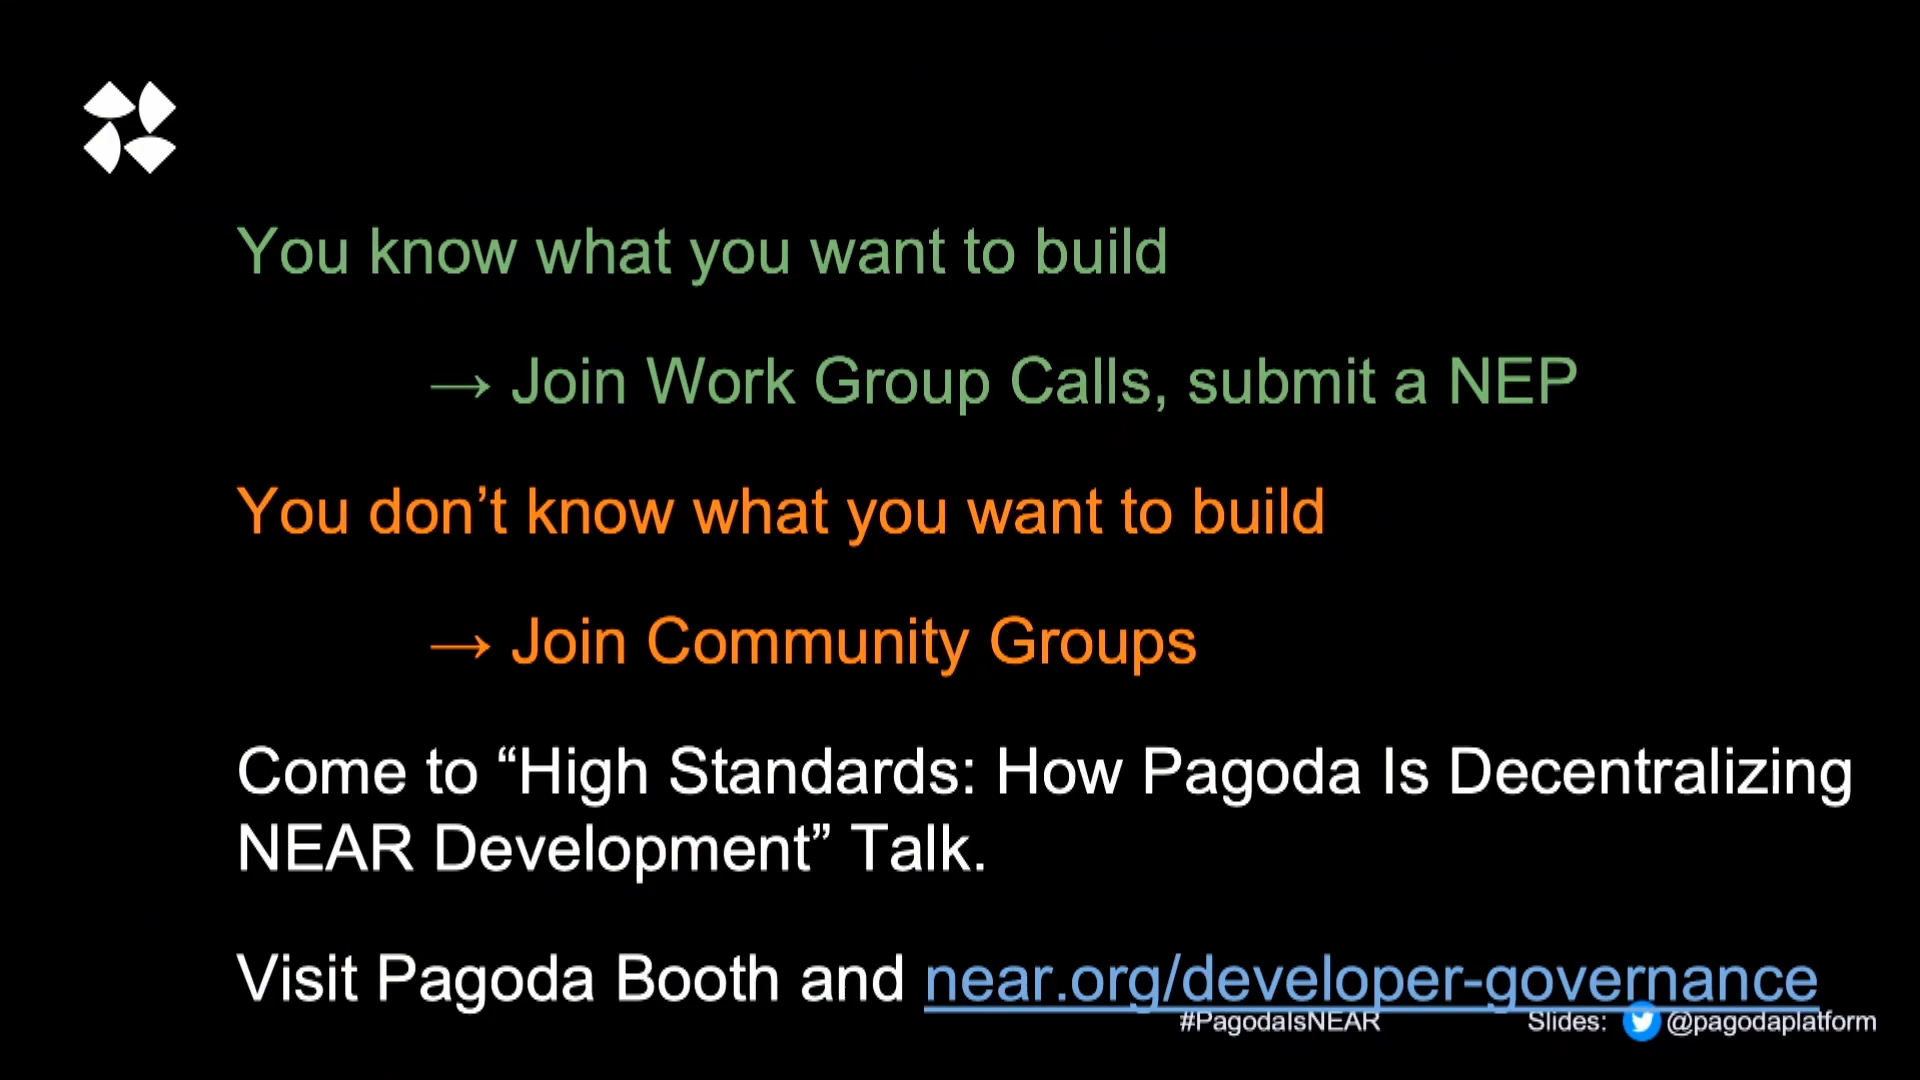 You know what you want to build
→ Join Work Group Calls, submit a NEP
You don’t know what you want to build
→ Join Community Groups
Come to “High Standards: How Pagoda Is Decentralizing
NEAR Development” Talk.
Visit Pagoda Booth and near.org/developer-governance
#PagodaIsNEAR Slides: @pagodaplatform